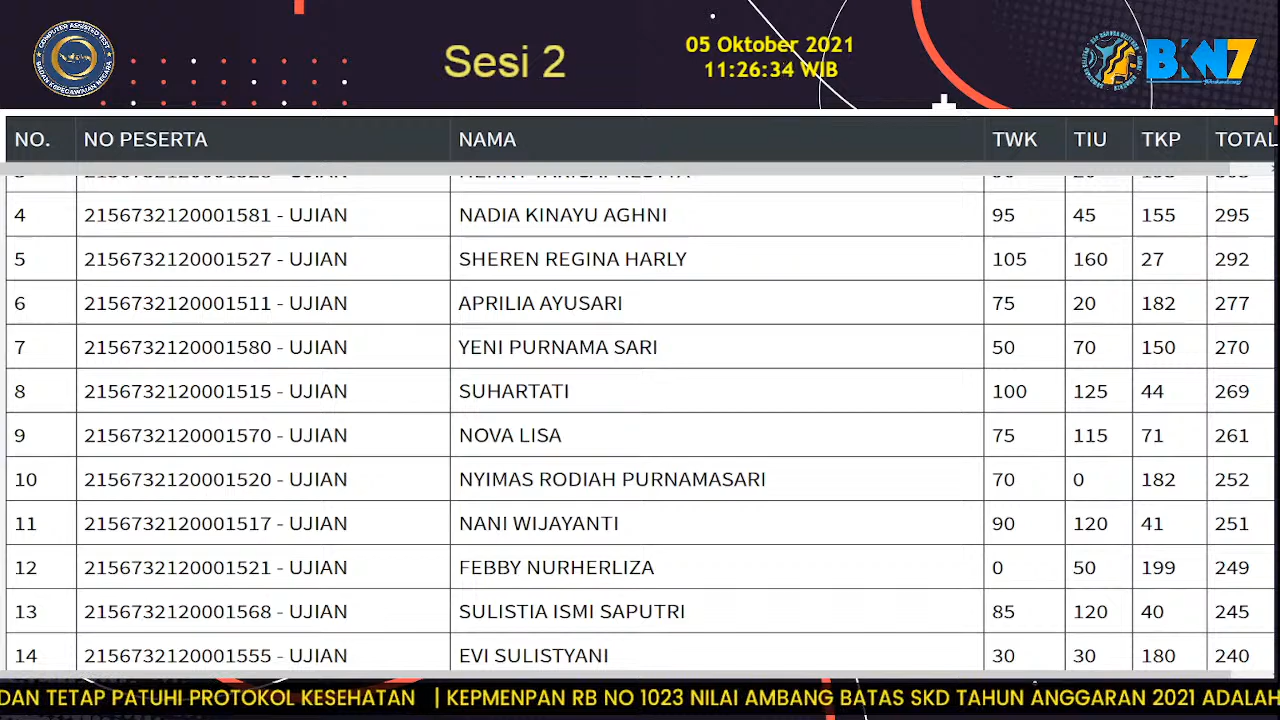 COMPUTER ASSISTED TEST
BADAN KEPEGAWAIAN NEGARA
Sesi 2
05 Oktober 2021
11:26:34 WIB
BKN7
NO. NO PESERTA NAMA TWK TIU TKP TOTAL
4 2156732120001581 - UJIAN NADIA KINAYU AGHNI 95 45 155 295
5 2156732120001527 - UJIAN SHEREN REGINA HARLY 105 160 27 292
6 2156732120001511 - UJIAN APRILIA AYUSARI 75 20 182 277
7 2156732120001580 - UJIAN YENI PURNAMA SARI 50 70 150 270
8 2156732120001515 - UJIAN SUHARTATI 100 125 44 269
9 2156732120001570 - UJIAN NOVA LISA 75 115 71 261
10 2156732120001520 - UJIAN NYIMAS RODIAH PURNAMASARI 70 0 182 252
11 2156732120001517 - UJIAN NANI WIJAYANTI 90 120 41 251
12 2156732120001521 - UJIAN FEBBY NURHERLIZA 0 50 199 249
13 2156732120001568 - UJIAN SULISTIA ISMI SAPUTRI 85 120 40 245
14 2156732120001555 - UJIAN EVI SULISTYANI 30 30 180 240
DAN TETAP PATUHI PROTOKOL KESEHATAN | KEPMENPAN RB NO 1023 NILAI AMBANG BATAS SKD TAHUN ANGGARAN 2021 ADALAH